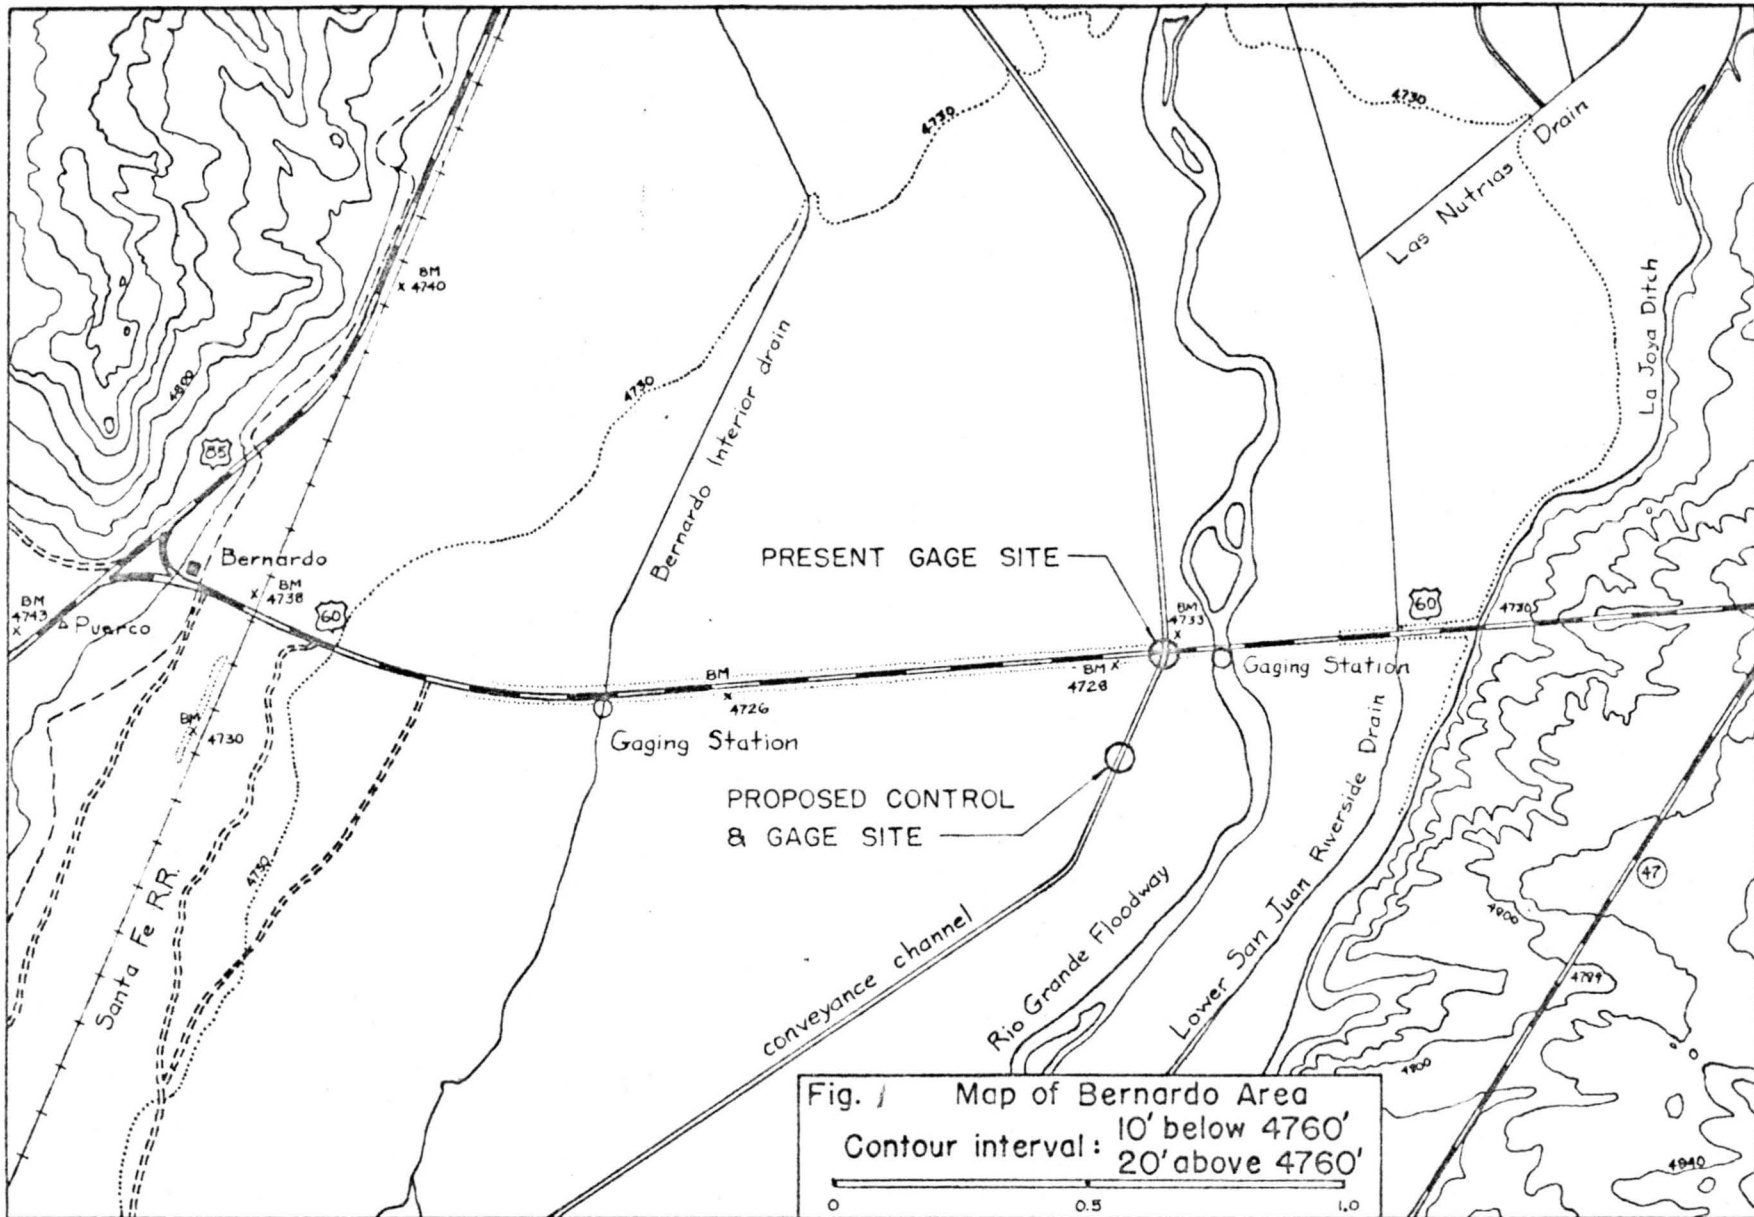 4730
4730
Las Nutrias Drain
BM
x 4740
La Joya Ditch
4800
4730
Bernardo Interior drain
85
PRESENT GAGE SITE
Bernardo
BM
4738
BM
4743
Puerco
60
BM
4733
60
4780
Gaging Station
BM
4728
BM
4726
BM
4730
Gaging Station
PROPOSED CONTROL
& GAGE SITE
4730
Santa Fe R.R.
conveyance channel
Rio Grande Floodway
Lower San Juan Riverside Drain
47
4800
4789
4800
4840
Fig. 1 Map of Bernardo Area
Contour interval: 10' below 4760'
20' above 4760'
0 0.5 1.0